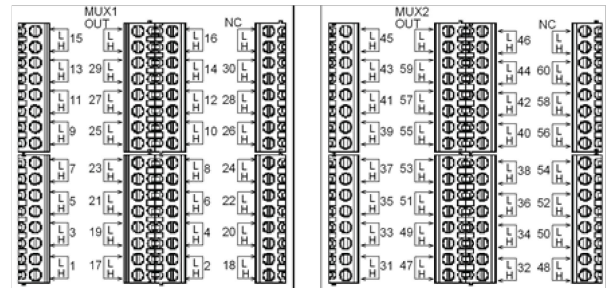 MUX1 MUX2
OUT NC OUT NC
15 L H L H L H 16 L H L H 45 L H L H L H 46 L H
L H 13 29 L H L H 14 30 L H L H 43 59 L H L H 44 60 L H
L H 11 27 L H L H 12 28 L H L H 41 57 L H L H 42 58 L H
L H 9 25 L H L H 10 26 L H L H 39 55 L H L H 40 56 L H
L H 7 23 L H L H 8 24 L H L H 37 53 L H L H 38 54 L H
L H 5 21 L H L H 6 22 L H L H 35 51 L H L H 36 52 L H
L H 3 19 L H L H 4 20 L H L H 33 49 L H L H 34 50 L H
L H 1 17 L H L H 2 18 L H L H 31 47 L H L H 32 48 L H